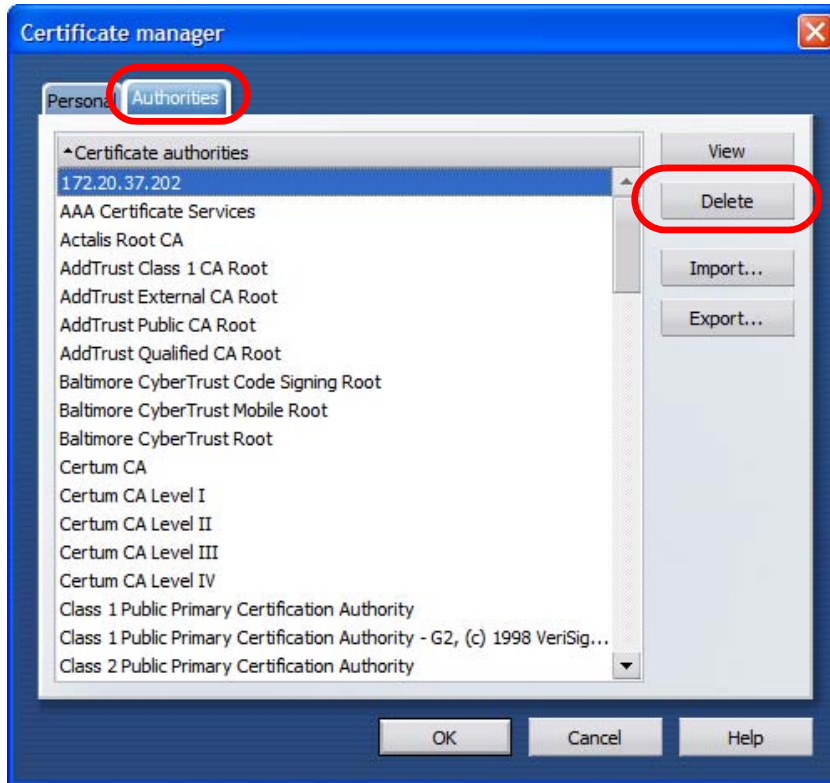 Certificate manager
Personal Authorities
Certificate authorities
View
172.20.37.202
Delete
AAA Certificate Services
Actalis Root CA
AddTrust Class 1 CA Root
Import...
AddTrust External CA Root
AddTrust Public CA Root
Export...
AddTrust Qualified CA Root
Baltimore CyberTrust Code Signing Root
Baltimore CyberTrust Mobile Root
Baltimore CyberTrust Root
Certum CA
Certum CA Level I
Certum CA Level II
Certum CA Level III
Certum CA Level IV
Class 1 Public Primary Certification Authority
Class 1 Public Primary Certification Authority - G2, (c) 1998 VeriSig...
Class 2 Public Primary Certification Authority
OK Cancel Help